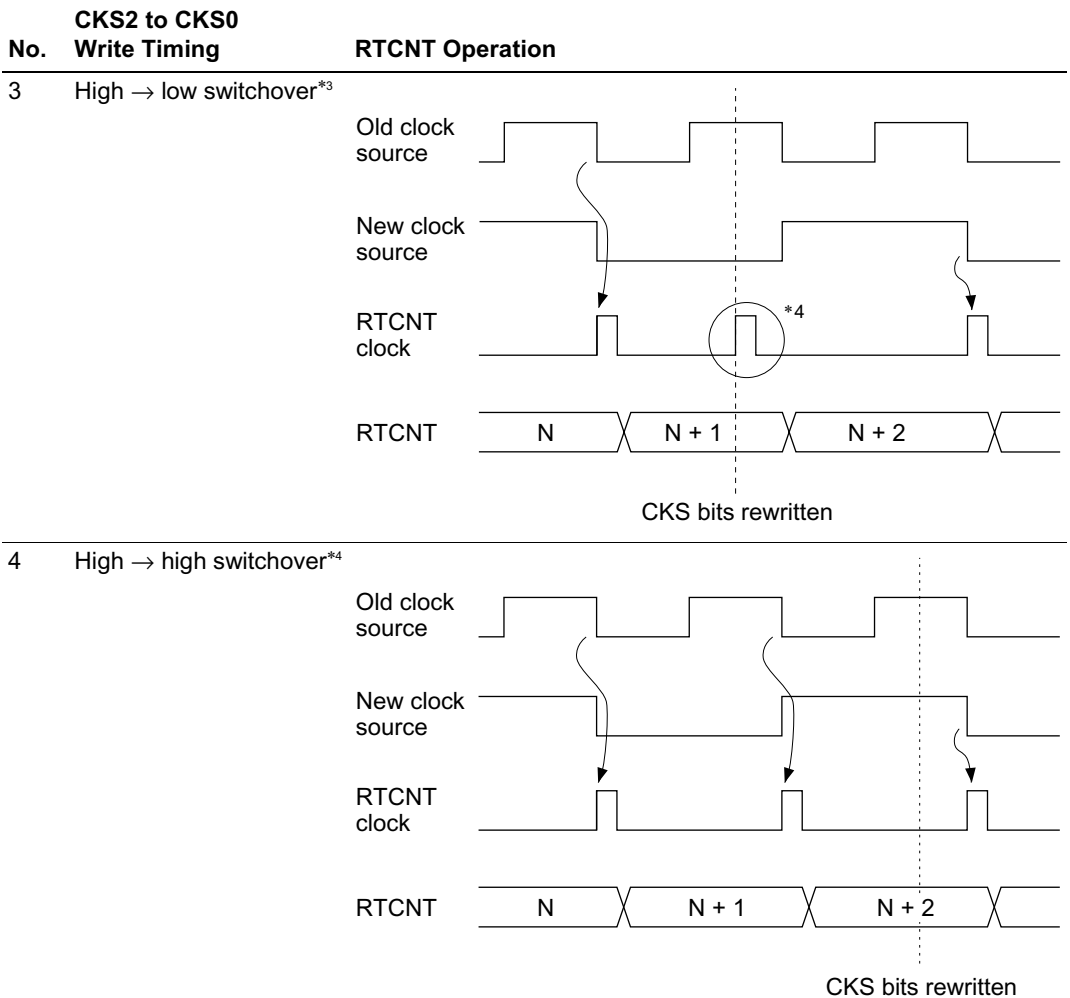 CKS2 to CKS0
No. Write Timing RTCNT Operation
3 High → low switchover*3
Old clock
source
New clock
source
RTCNT
clock
*4
RTCNT N N + 1 N + 2
CKS bits rewritten
4 High → high switchover*4
Old clock
source
New clock
source
RTCNT
clock
RTCNT N N + 1 N + 2
CKS bits rewritten